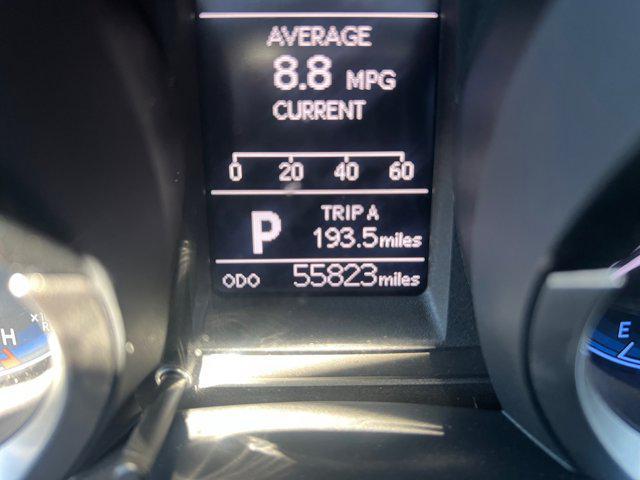 AVERAGE
8.8 MPG
CURRENT
0 20 40 60
P
TRIP A
193.5 miles
ODO 55823 miles
H
E